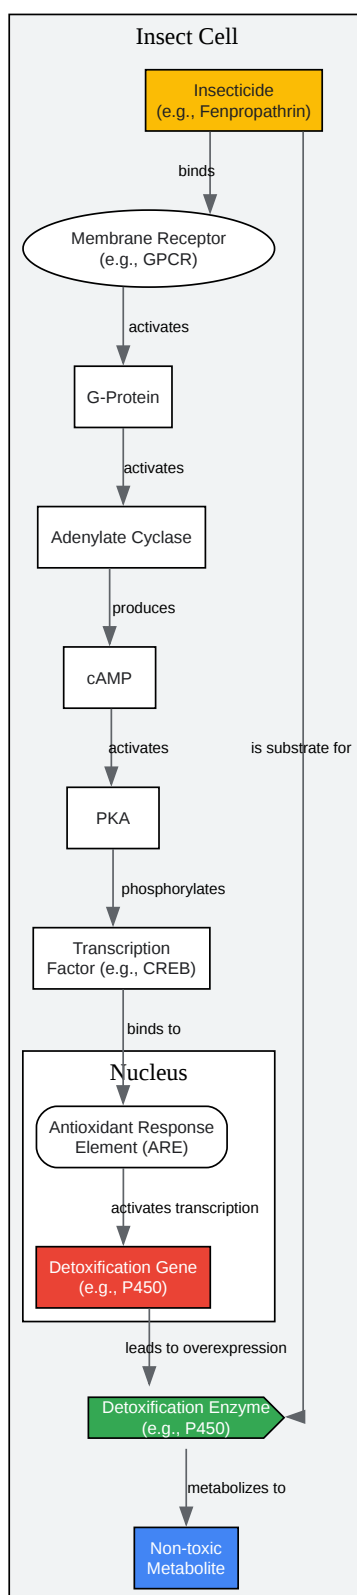 Insect Cell
Insecticide
(e.g., Fenpropathrin)
binds
Membrane Receptor
(e.g., GPCR)
activates
G-Protein
activates
Adenylate Cyclase
produces
cAMP
activates
is substrate for
PKA
phosphorylates
Transcription
Factor (e.g., CREB)
binds to
Nucleus
Antioxidant Response
Element (ARE)
activates transcription
Detoxification Gene
(e.g., P450)
leads to overexpression
Detoxification Enzyme
(e.g., P450)
metabolizes to
Non-toxic
Metabolite